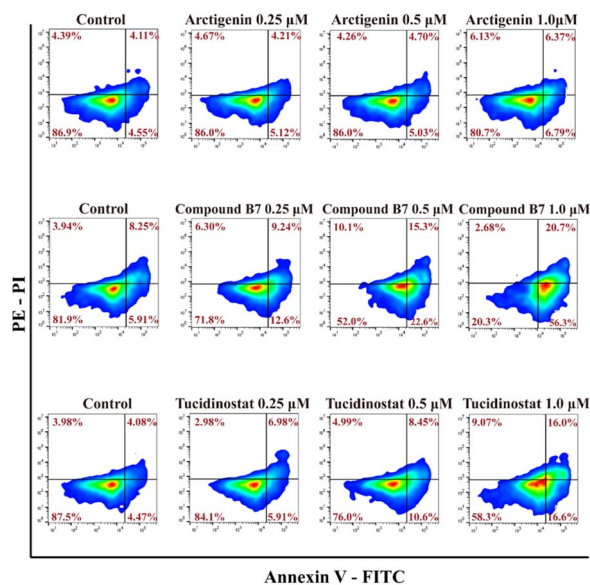 Control Arctigenin 0.25 μM Arctigenin 0.5 μM Arctigenin 1.0μM
4.39% 4.11% 4.67% 4.21% 4.26% 4.70% 6.13% 6.37%
86.9% 4.55% 86.0% 5.12% 86.0% 5.03% 80.7% 6.79%
Control Compound B7 0.25 μM Compound B7 0.5 μM Compound B7 1.0 μM
3.94% 8.25% 6.30% 9.24% 10.1% 15.3% 2.68% 20.7%
81.9% 5.91% 71.8% 12.6% 52.0% 22.6% 20.3% 56.3%
Control Tucidinostat 0.25 μM Tucidinostat 0.5 μM Tucidinostat 1.0 μM
3.98% 4.08% 2.98% 6.98% 4.99% 8.45% 9.07% 16.0%
87.5% 4.47% 84.1% 5.91% 76.0% 10.6% 58.3% 16.6%
PE - PI
Annexin V - FITC